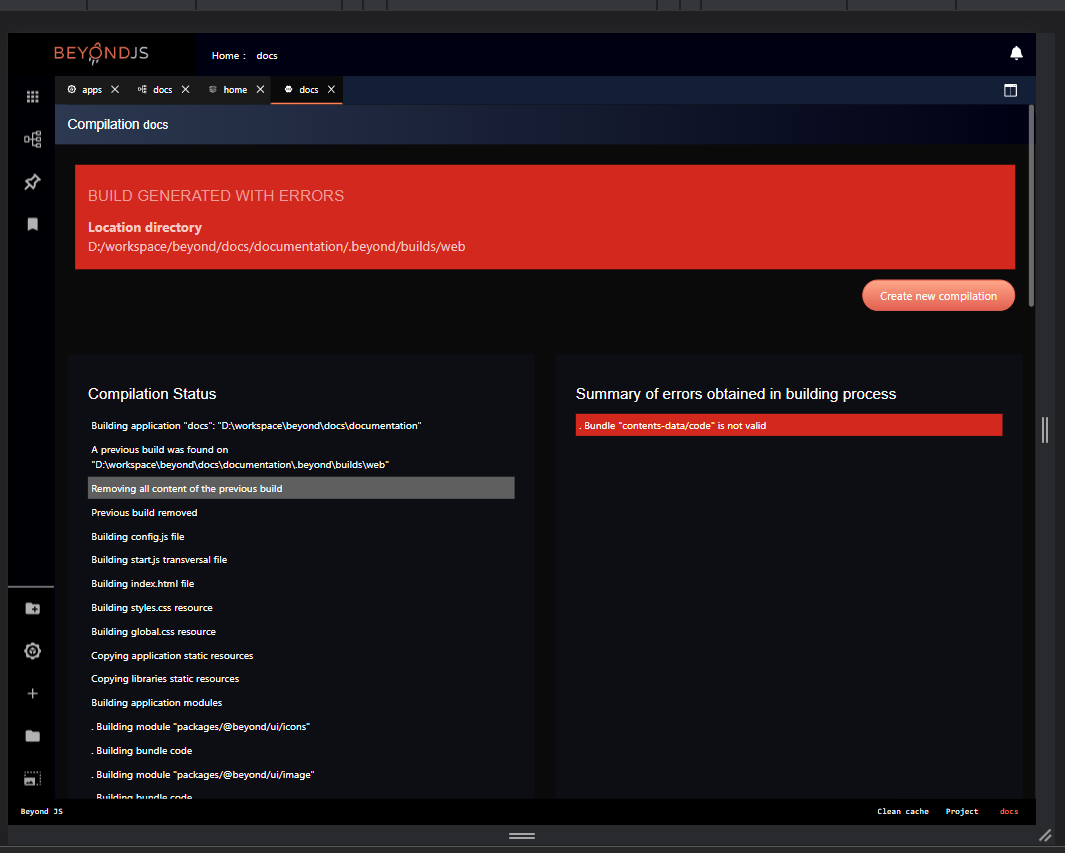 BEYONDJS
Home : docs
apps docs home docs
Compilation docs
BUILD GENERATED WITH ERRORS
Location directory
D:/workspace/beyond/docs/documentation/.beyond/builds/web
Create new compilation
Compilation Status
Building application "docs": "D:\workspace\beyond\docs\documentation"
A previous build was found on
"D:\workspace\beyond\docs\documentation\.beyond\builds\web"
Removing all content of the previous build
Previous build removed
Building config.js file
Building start.js transversal file
Building index.html file
Building styles.css resource
Building global.css resource
Copying application static resources
Copying libraries static resources
Building application modules
. Building module "packages/@beyond/ui/icons"
. Building bundle code
. Building module "packages/@beyond/ui/image"
. Building bundle code
Summary of errors obtained in building process
. Bundle "contents-data/code" is not valid
Beyond JS
Clean cache Project docs